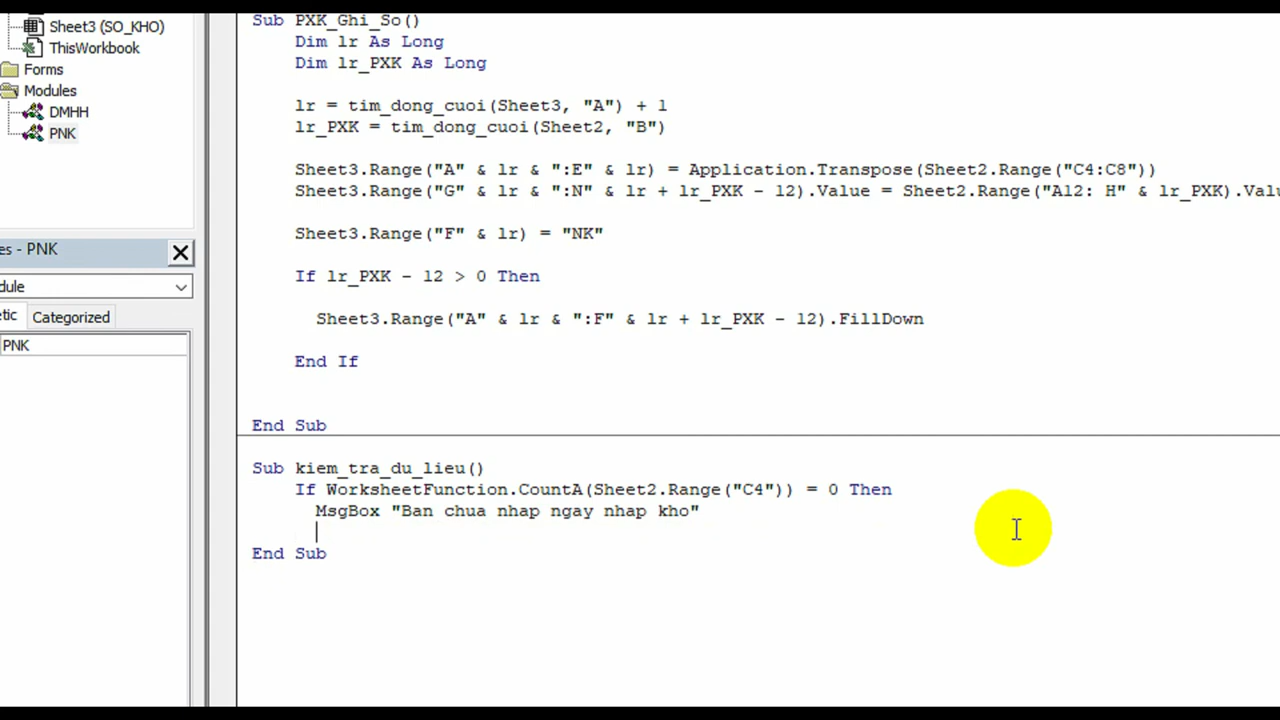 Sheet3 (SO_KHO)
ThisWorkbook
Forms
Modules
DMHH
PNK
es - PNK
dule
tic Categorized
PNK
Sub PXK_Ghi_So()
Dim lr As Long
Dim lr_PXK As Long
lr = tim_dong_cuoi(Sheet3, "A") + 1
lr_PXK = tim_dong_cuoi(Sheet2, "B")
Sheet3.Range("A" & lr & ":E" & lr) = Application.Transpose(Sheet2.Range("C4:C8"))
Sheet3.Range("G" & lr & ":N" & lr + lr_PXK - 12).Value = Sheet2.Range("A12: H" & lr_PXK).Valu
Sheet3.Range("F" & lr) = "NK"
If lr_PXK - 12 > 0 Then
Sheet3.Range("A" & lr & ":F" & lr + lr_PXK - 12).FillDown
End If
End Sub
Sub kiem_tra_du_lieu()
If WorksheetFunction.CountA(Sheet2.Range("C4")) = 0 Then
MsgBox "Ban chua nhap ngay nhap kho"
End Sub